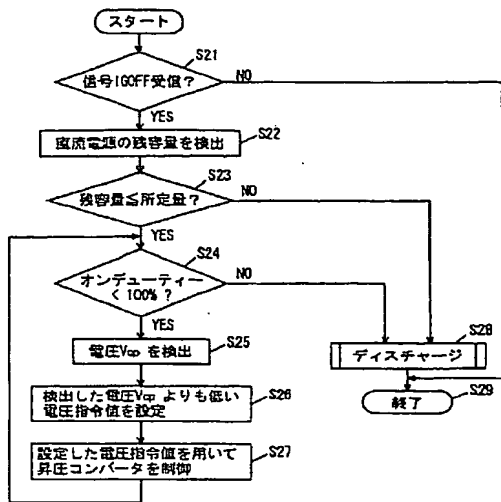 スタート
S21
信号IGOFF受信?
NO
YES
S22
直流電源の残容量を検出
S23
残容量≦所定量?
NO
YES
S24
オンデューティー
< 100% ?
NO
YES
S25
電圧Vcp を検出
S26
検出した電圧Vcp よりも低い
電圧指令値を設定
S27
設定した電圧指令値を用いて
昇圧コンバータを制御
S28
ディスチャージ
S29
終了